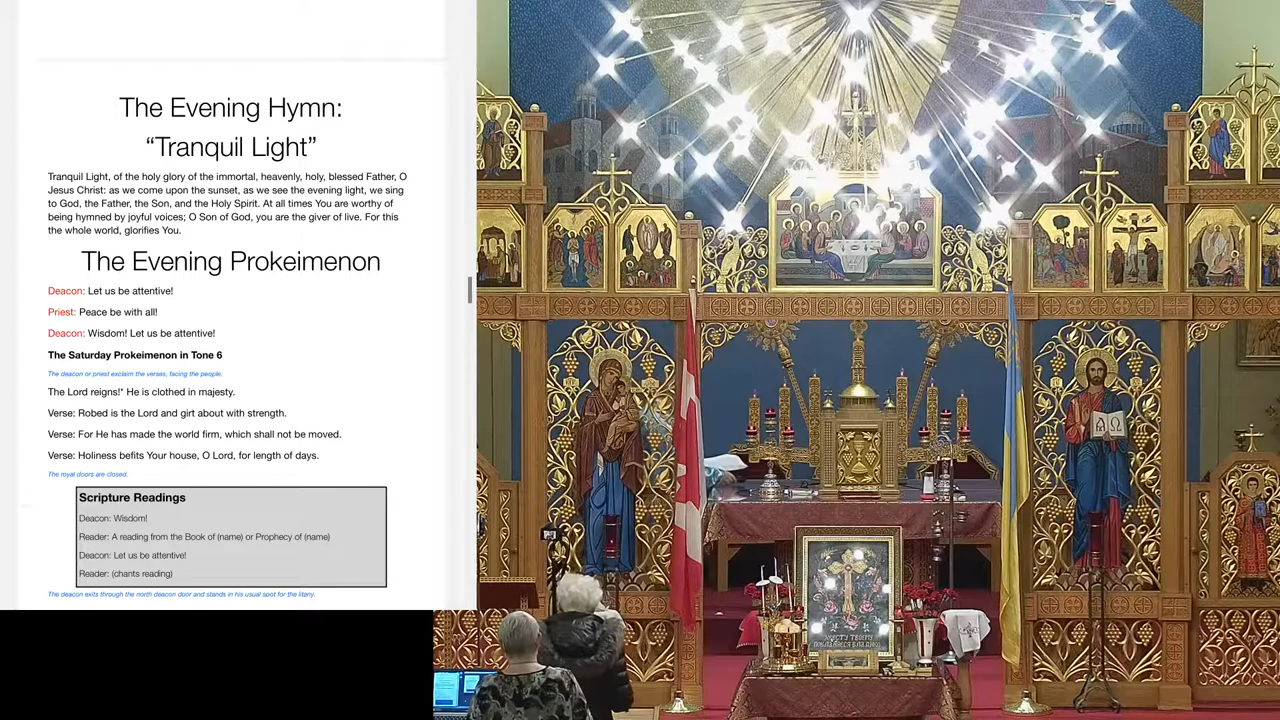 The Evening Hymn:
“Tranquil Light”
Tranquil Light, of the holy glory of the immortal, heavenly, holy, blessed Father, O
Jesus Christ: as we come upon the sunset, as we see the evening light, we sing
to God, the Father, the Son, and the Holy Spirit. At all times You are worthy of
being hymned by joyful voices; O Son of God, you are the giver of live. For this
the whole world, glorifies You.
The Evening Prokeimenon
Deacon: Let us be attentive!
Priest: Peace be with all!
Deacon: Wisdom! Let us be attentive!
The Saturday Prokeimenon in Tone 6
The deacon or priest exclaim the verses, facing the people.
The Lord reigns!* He is clothed in majesty.
Verse: Robed is the Lord and girt about with strength.
Verse: For He has made the world firm, which shall not be moved.
Verse: Holiness befits Your house, O Lord, for length of days.
The royal doors are closed.
Scripture Readings
Deacon: Wisdom!
Reader: A reading from the Book of (name) or Prophecy of (name)
Deacon: Let us be attentive!
Reader: (chants reading)
The deacon exits through the north deacon door and stands in his usual spot for the litany.
Α Ω